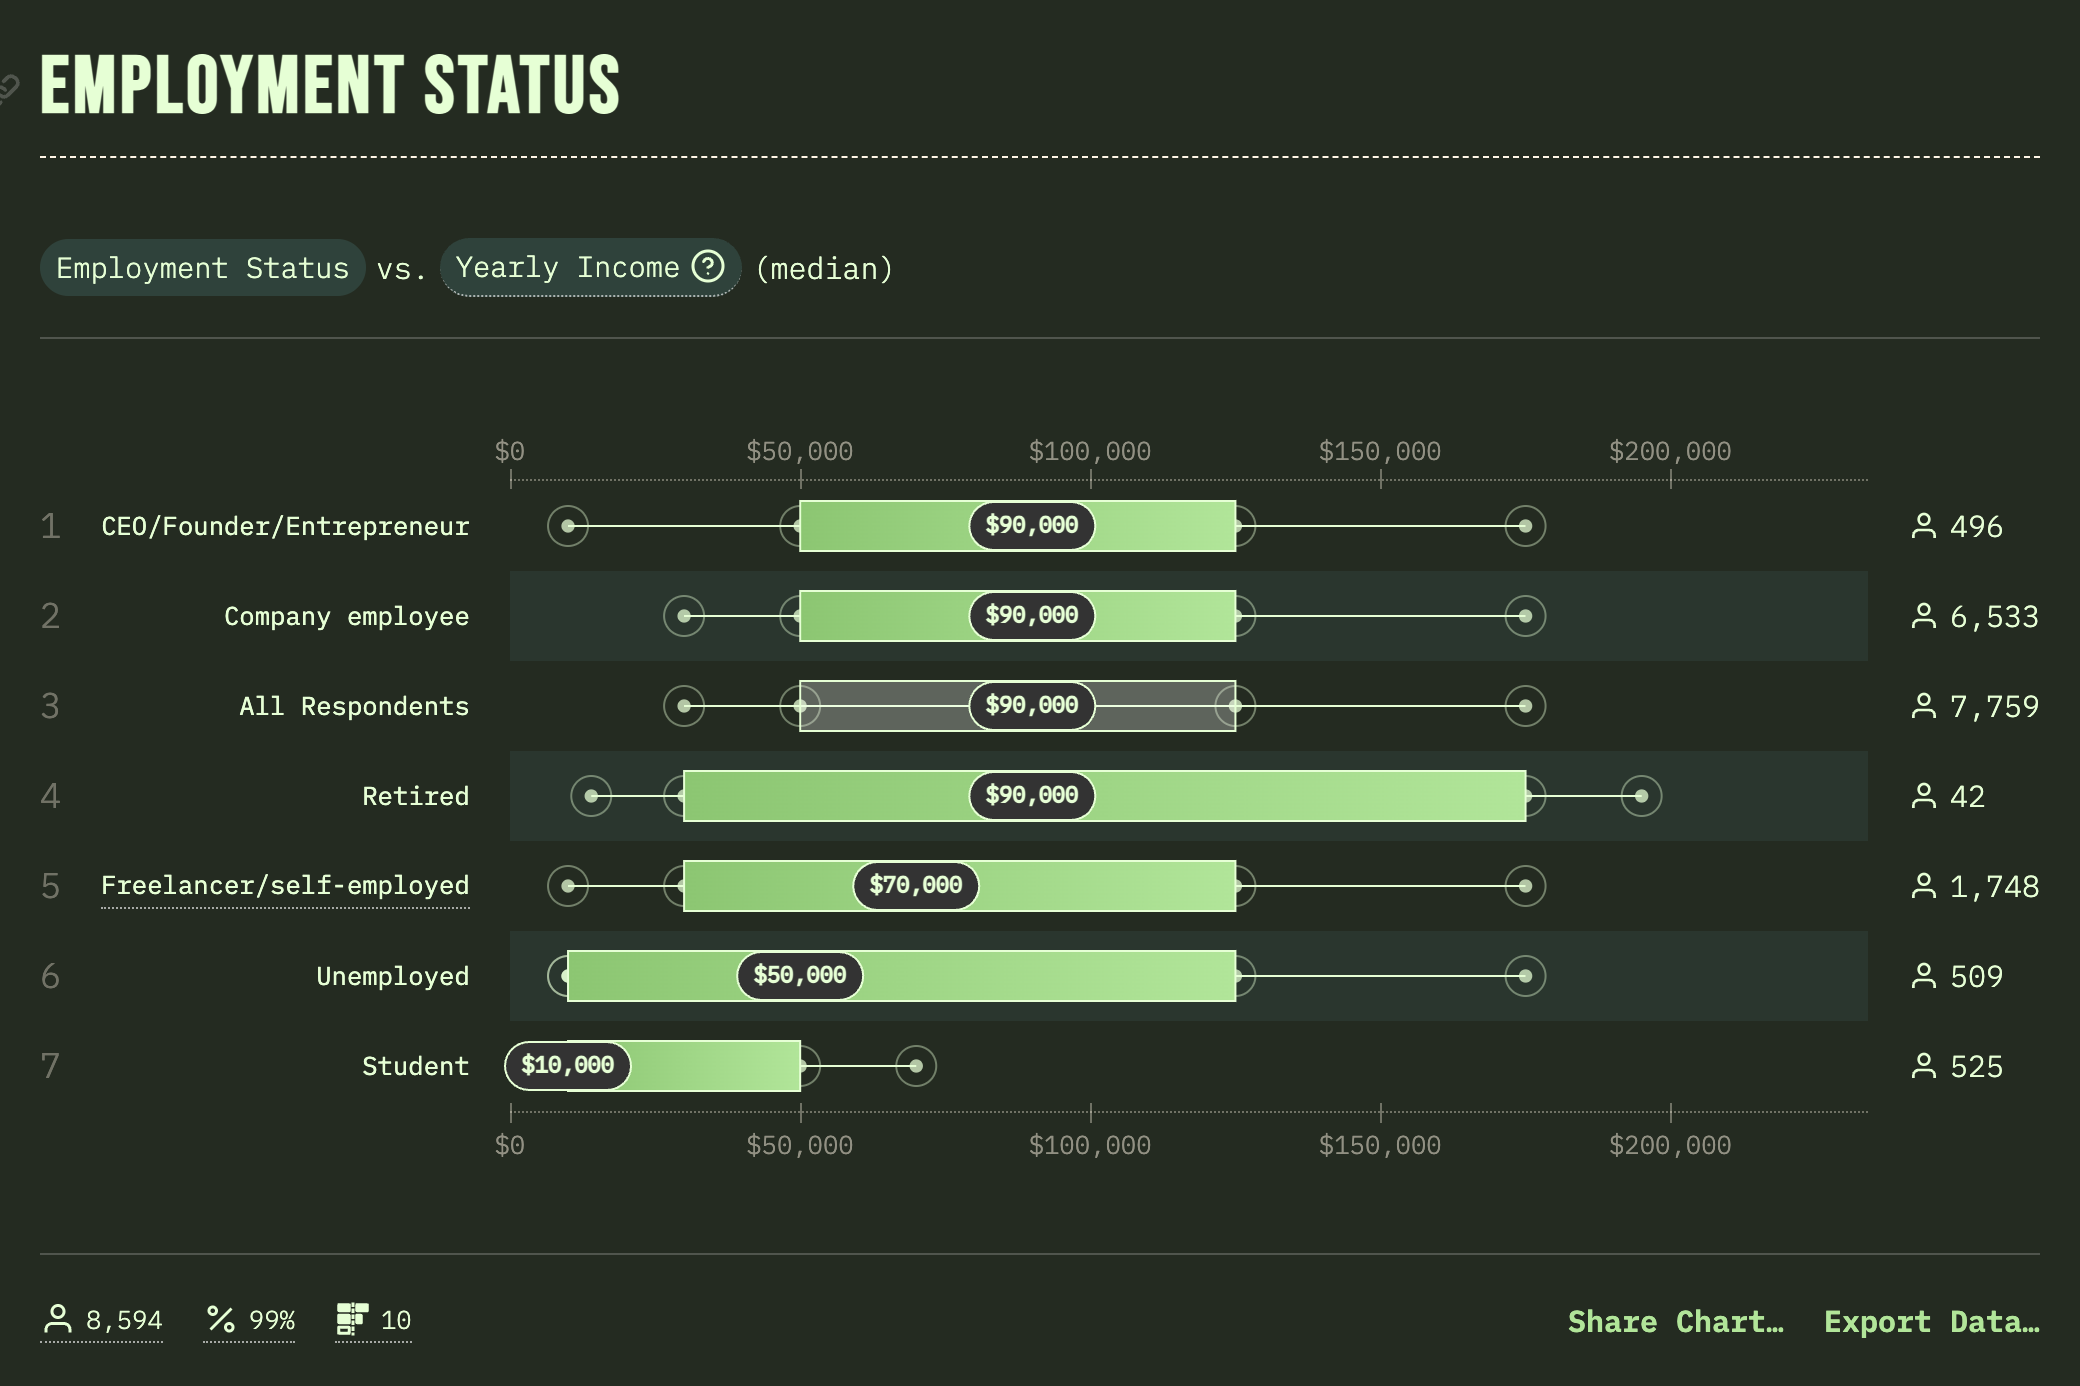 EMPLOYMENT STATUS
Employment Status vs. Yearly Income (median)
$0 $50,000 $100,000 $150,000 $200,000
1 CEO/Founder/Entrepreneur $90,000 496
2 Company employee $90,000 6,533
3 All Respondents $90,000 7,759
4 Retired $90,000 42
5 Freelancer/self-employed $70,000 1,748
6 Unemployed $50,000 509
7 Student $10,000 525
$0 $50,000 $100,000 $150,000 $200,000
8,594 99% 10 Share Chart… Export Data…